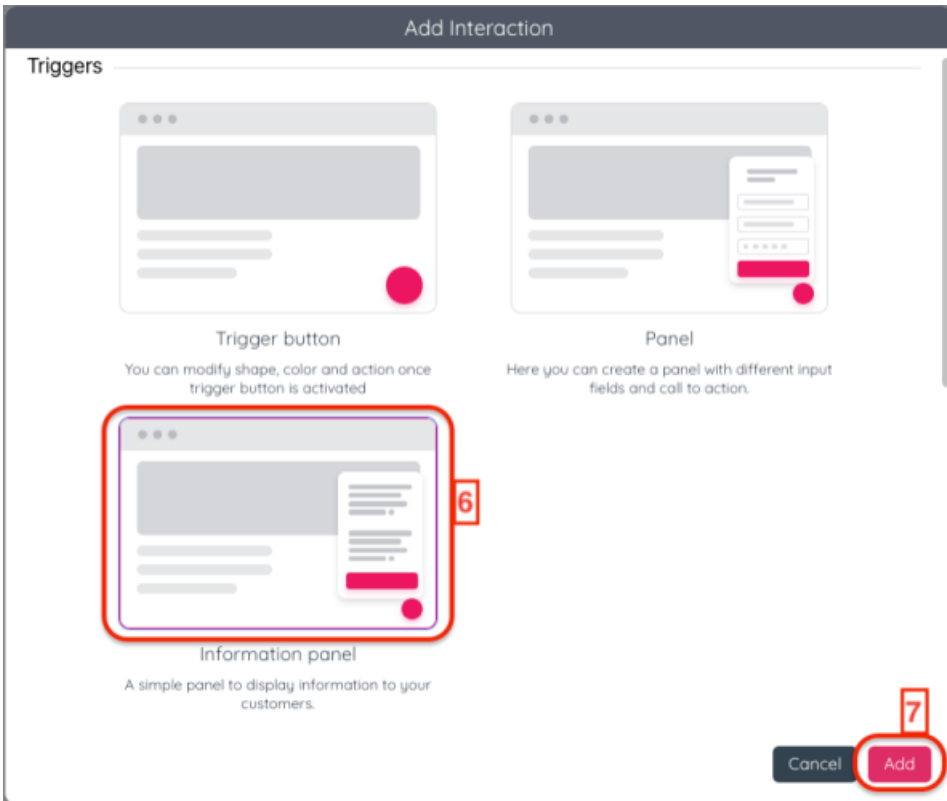 Add Interaction
Triggers
Trigger button
You can modify shape, color and action once
trigger button is activated
Panel
Here you can create a panel with different input
fields and call to action.
6
Information panel
A simple panel to display information to your
customers.
7
Cancel
Add